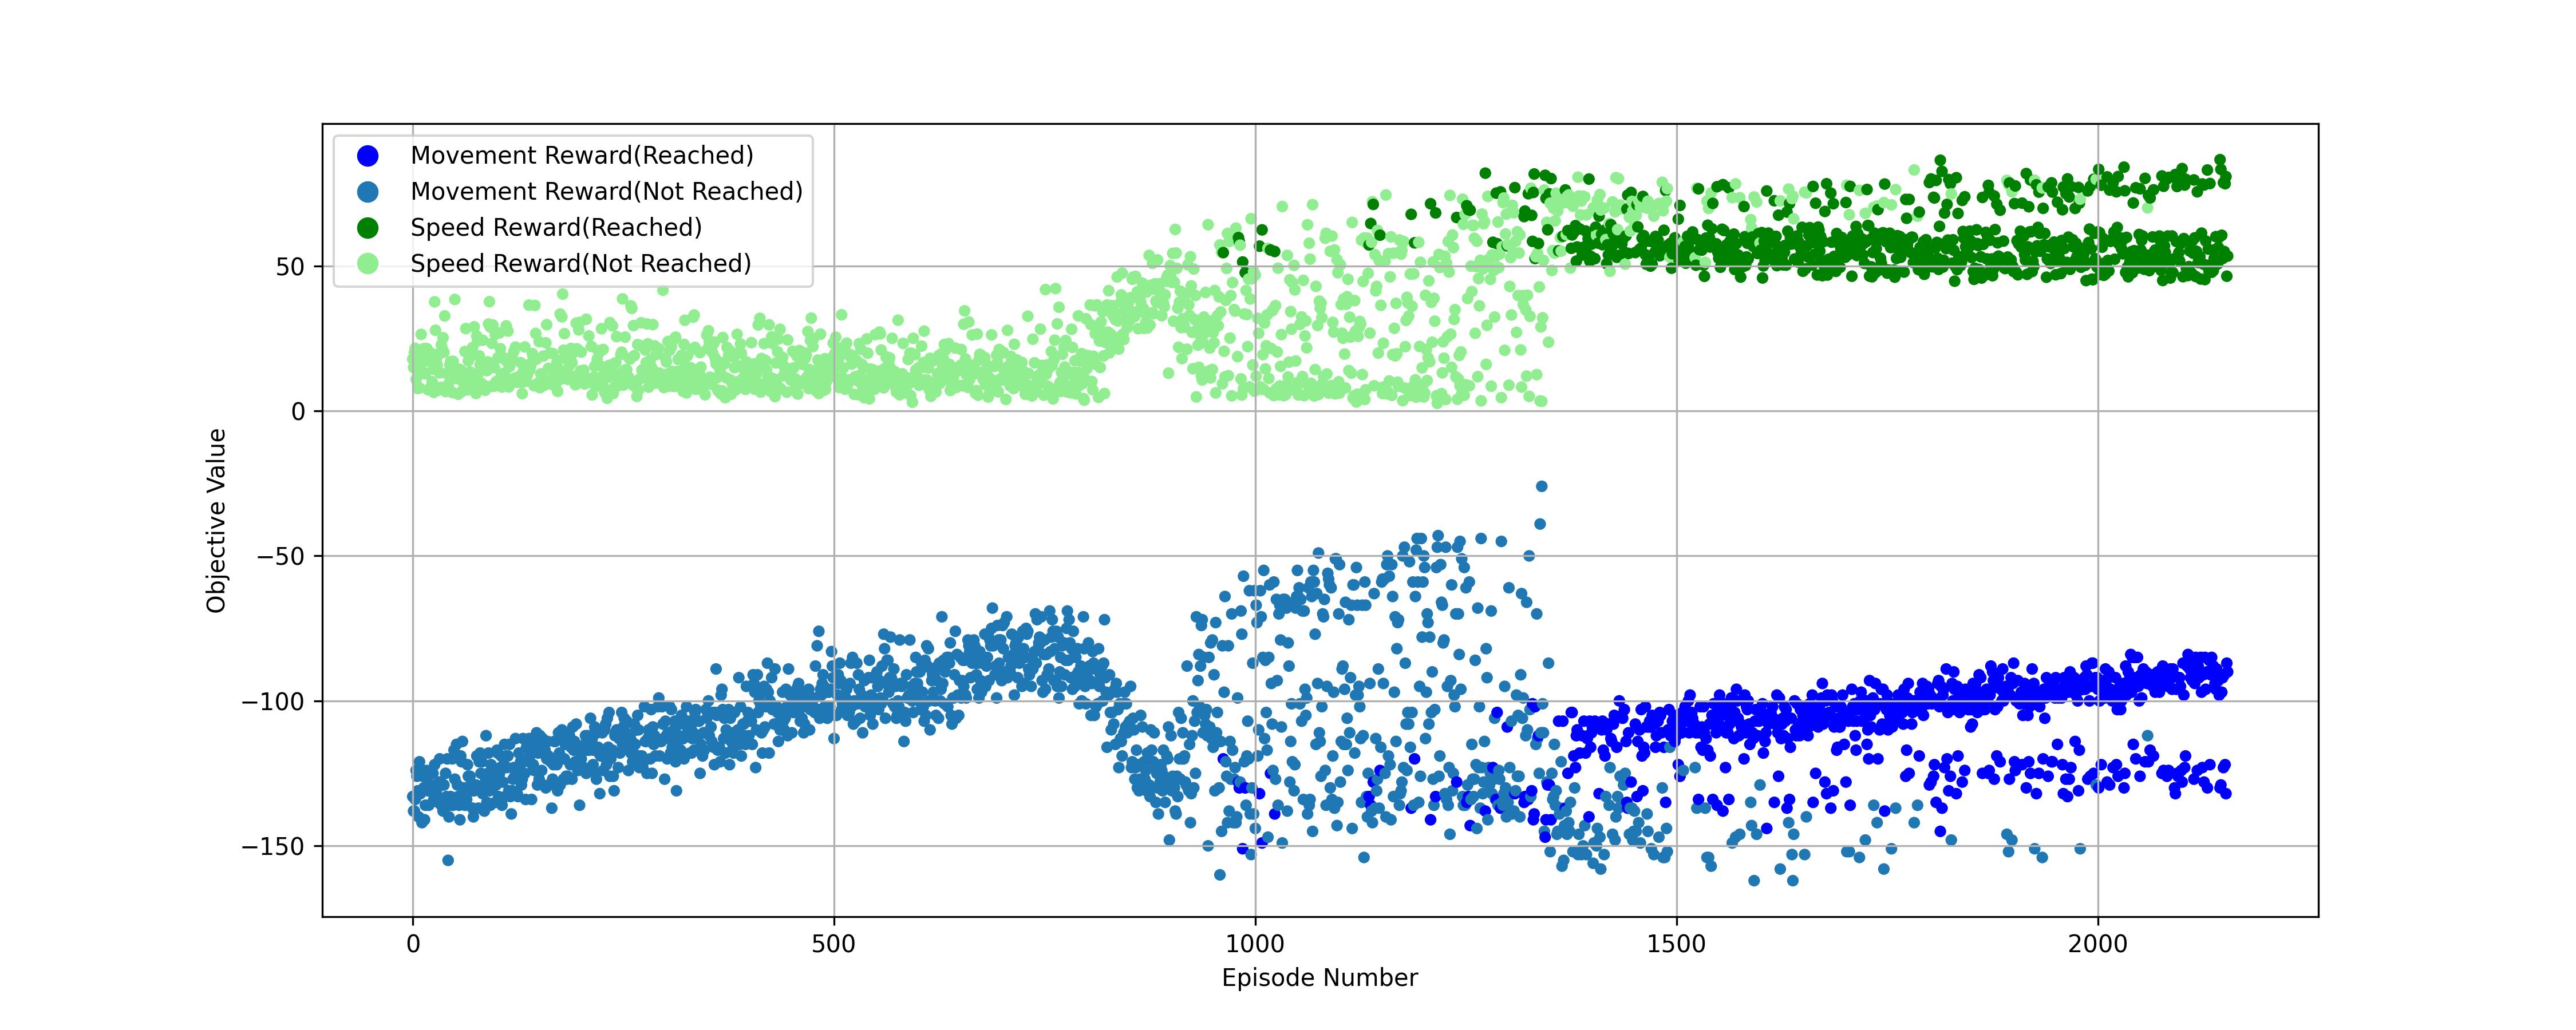 Movement Reward(Reached)
Movement Reward(Not Reached)
Speed Reward(Reached)
Speed Reward(Not Reached)
50
0
−50
−100
−150
Objective Value
0 500 1000 1500 2000
Episode Number